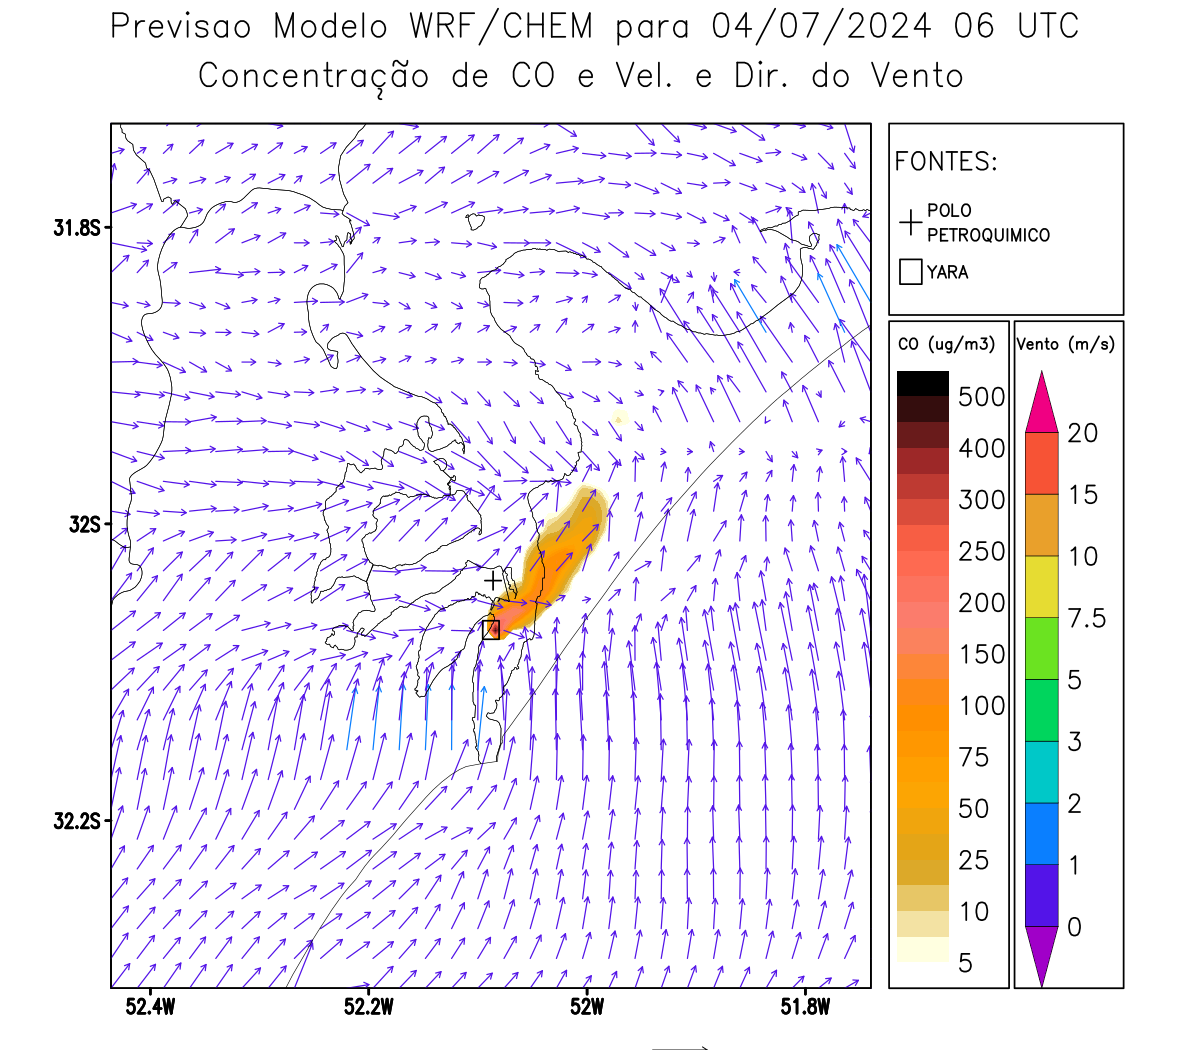 Previsao Modelo WRF/CHEM para 04/07/2024 06 UTC
Concentração de CO e Vel. e Dir. do Vento
FONTES:
POLO
PETROQUIMICO
YARA
31.8S
32S
32.2S
52.4W
52.2W
52W
51.8W
CO (ug/m3)
500
400
300
250
200
150
100
75
50
25
10
5
Vento (m/s)
20
15
10
7.5
5
3
2
1
0